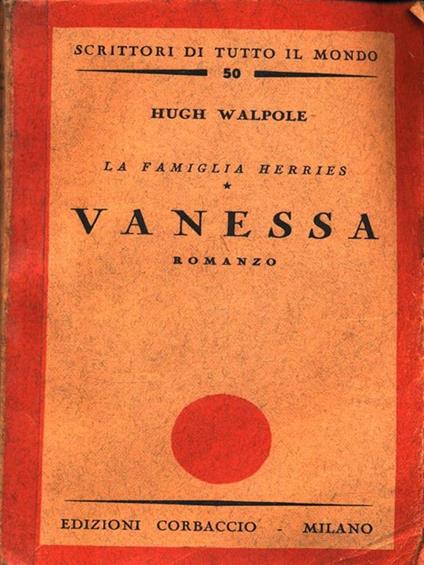 SCRITTORI DI TUTTO IL MONDO
50
HUGH WALPOLE
LA FAMIGLIA HERRIES
★
VANESSA
ROMANZO
EDIZIONI CORBACCIO - MILANO